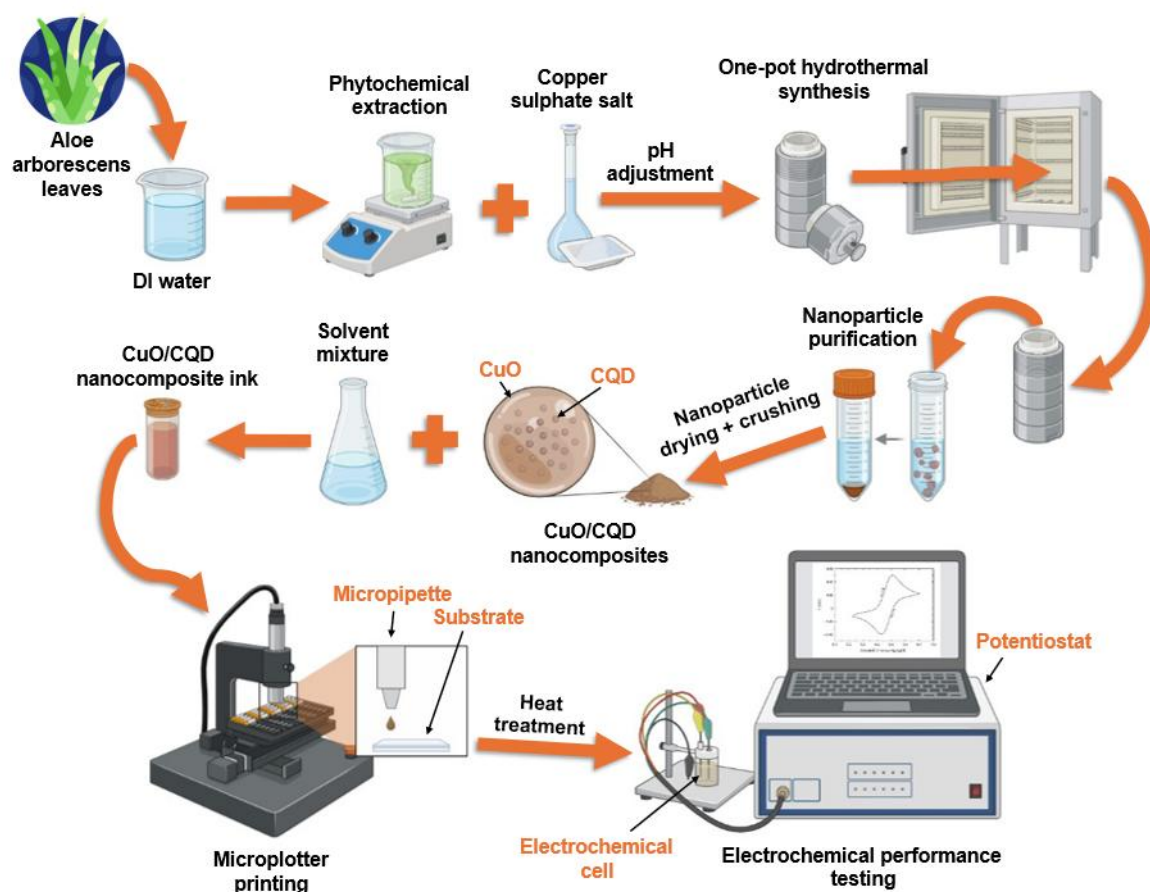 Aloe
arborescens
leaves
DI water
Phytochemical
extraction
Copper
sulphate salt
pH
adjustment
One-pot hydrothermal
synthesis
Nanoparticle
purification
Nanoparticle
drying + crushing
CuO
CQD
CuO/CQD
nanocomposites
Solvent
mixture
CuO/CQD
nanocomposite ink
Micropipette
Substrate
Microplotter
printing
Heat
treatment
Potentiostat
Electrochemical
cell
Electrochemical performance
testing